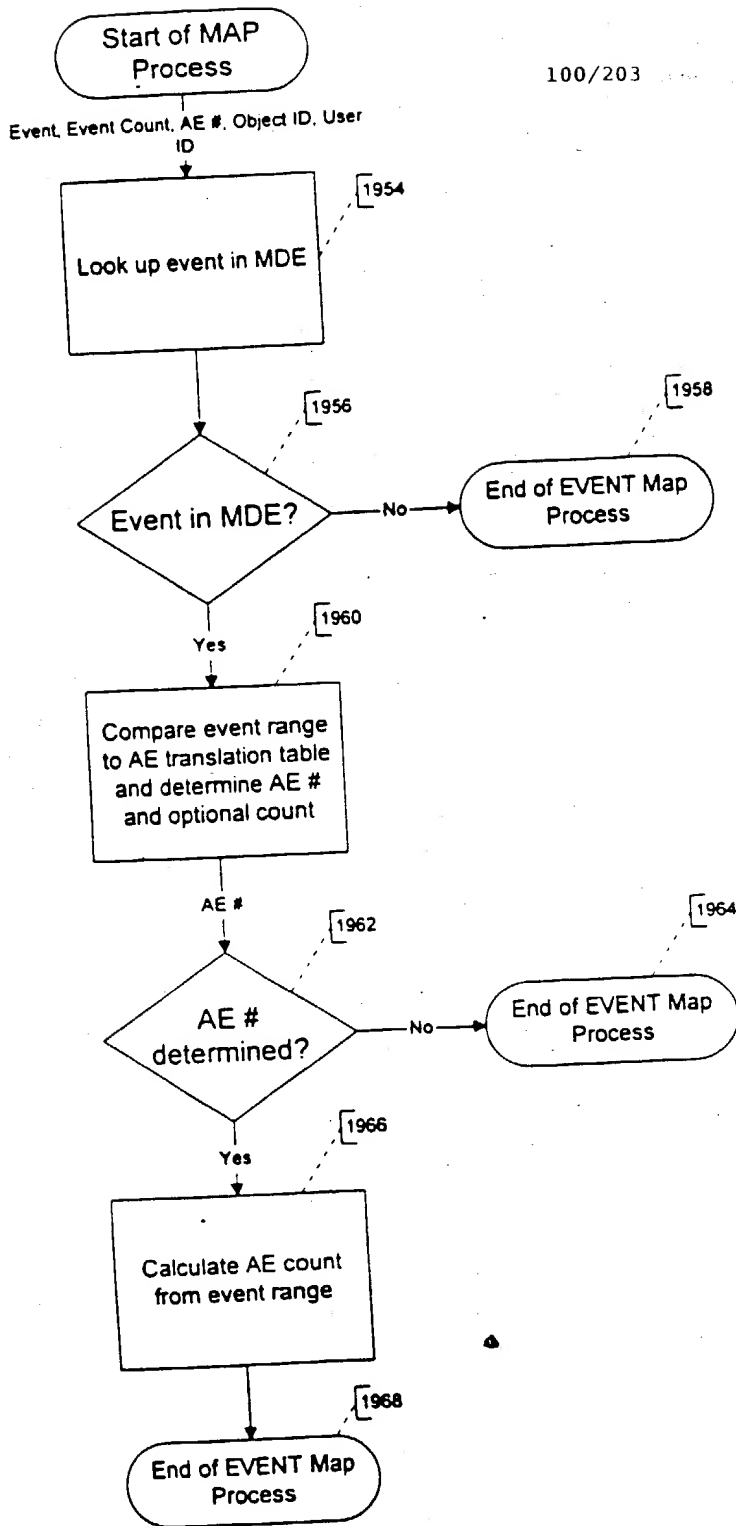 Start of MAP
Process
100/203
Event, Event Count, AE #, Object ID, User
ID
1954
Look up event in MDE
1956
1958
Event in MDE?
No
End of EVENT Map
Process
1960
Yes
Compare event range
to AE translation table
and determine AE #
and optional count
AE #
1962
1964
AE #
determined?
No
End of EVENT Map
Process
1966
Yes
Calculate AE count
from event range
1968
End of EVENT Map
Process